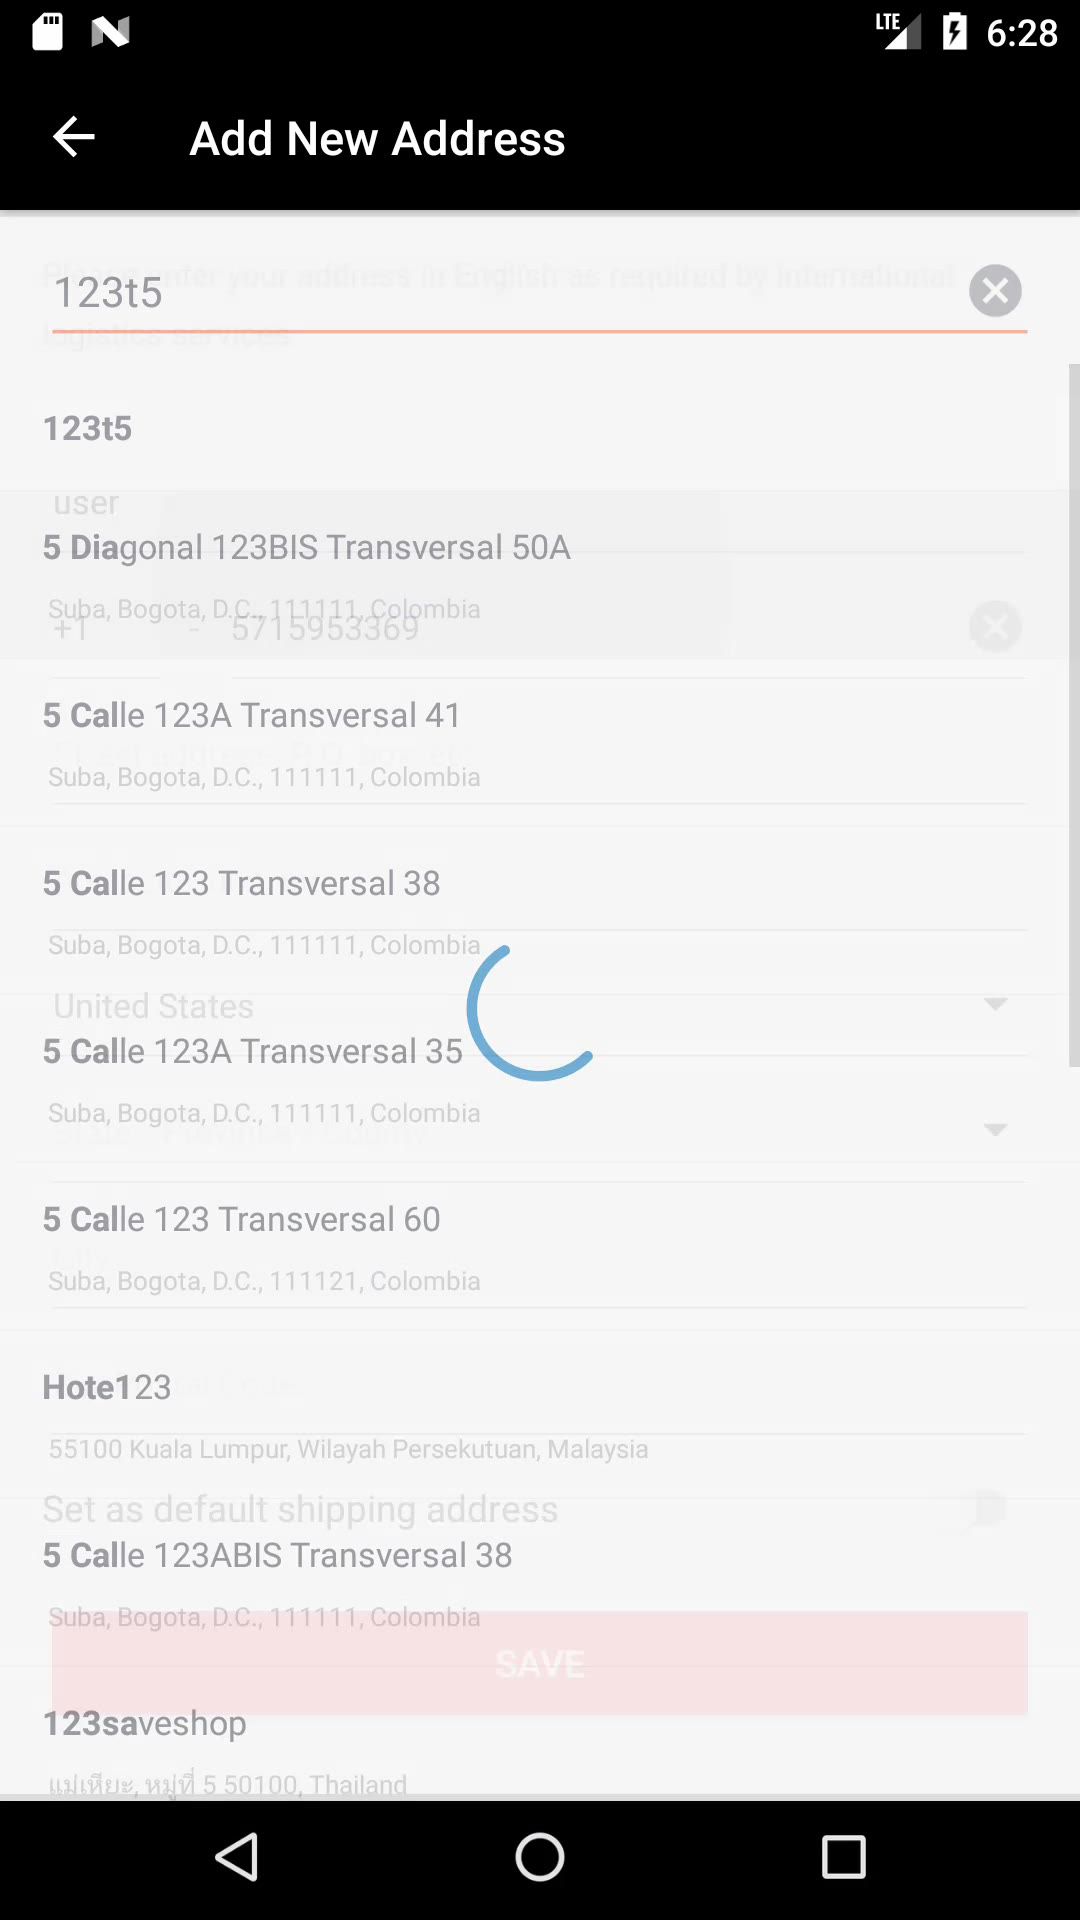 LTE 6:28
Add New Address
Please enter your address in English as required by international
123t5
logistics services
123t5
user
5 Diagonal 123BIS Transversal 50A
Suba, Bogota, D.C., 111111, Colombia
+1 - 5715953369
5 Calle 123A Transversal 41
Suba, Bogota, D.C., 111111, Colombia
5 Calle 123 Transversal 38
Suba, Bogota, D.C., 111111, Colombia
United States
5 Calle 123A Transversal 35
Suba, Bogota, D.C., 111111, Colombia
5 Calle 123 Transversal 60
Suba, Bogota, D.C., 111121, Colombia
Hote123
55100 Kuala Lumpur, Wilayah Persekutuan, Malaysia
Set as default shipping address
5 Calle 123ABIS Transversal 38
Suba, Bogota, D.C., 111111, Colombia
SAVE
123saveshop
แม่เหียะ, หมู่ที่ 5 50100, Thailand